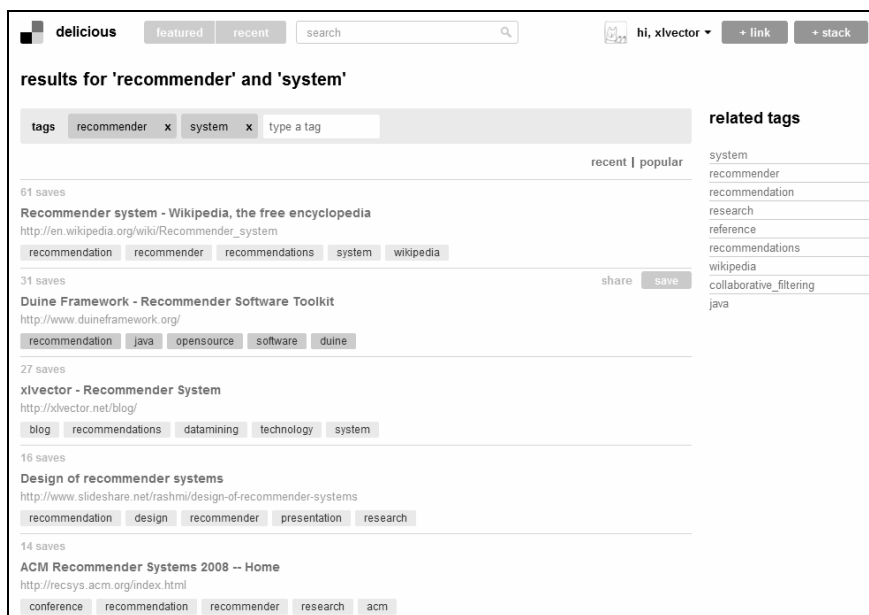 delicious featured recent search hi, xlvector + link + stack
results for 'recommender' and 'system'
tags recommender x system x type a tag
recent | popular
61 saves
Recommender system - Wikipedia, the free encyclopedia
http://en.wikipedia.org/wiki/Recommender_system
recommendation recommender recommendations system wikipedia
31 saves share save
Duine Framework - Recommender Software Toolkit
http://www.duineframework.org/
recommendation java opensource software duine
27 saves
xlvector - Recommender System
http://xlvector.net/blog/
blog recommendations datamining technology system
16 saves
Design of recommender systems
http://www.slideshare.net/rashmi/design-of-recommender-systems
recommendation design recommender presentation research
14 saves
ACM Recommender Systems 2008 -- Home
http://recsys.acm.org/index.html
conference recommendation recommender research acm
related tags
system
recommender
recommendation
research
reference
recommendations
wikipedia
collaborative_filtering
java